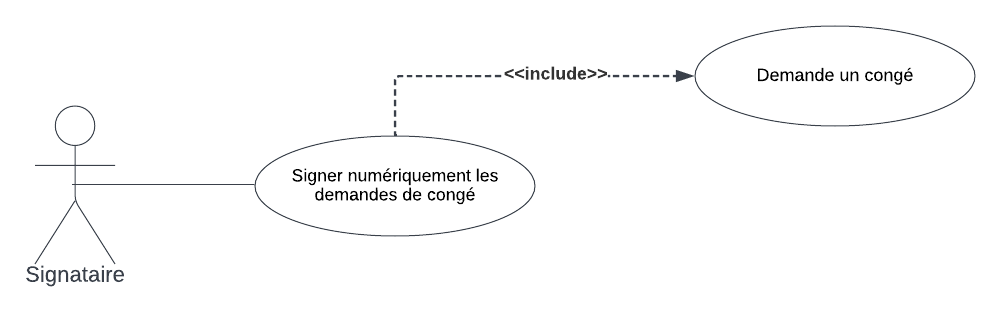 <<include>>
Demande un congé
Signer numériquement les
demandes de congé
Signataire